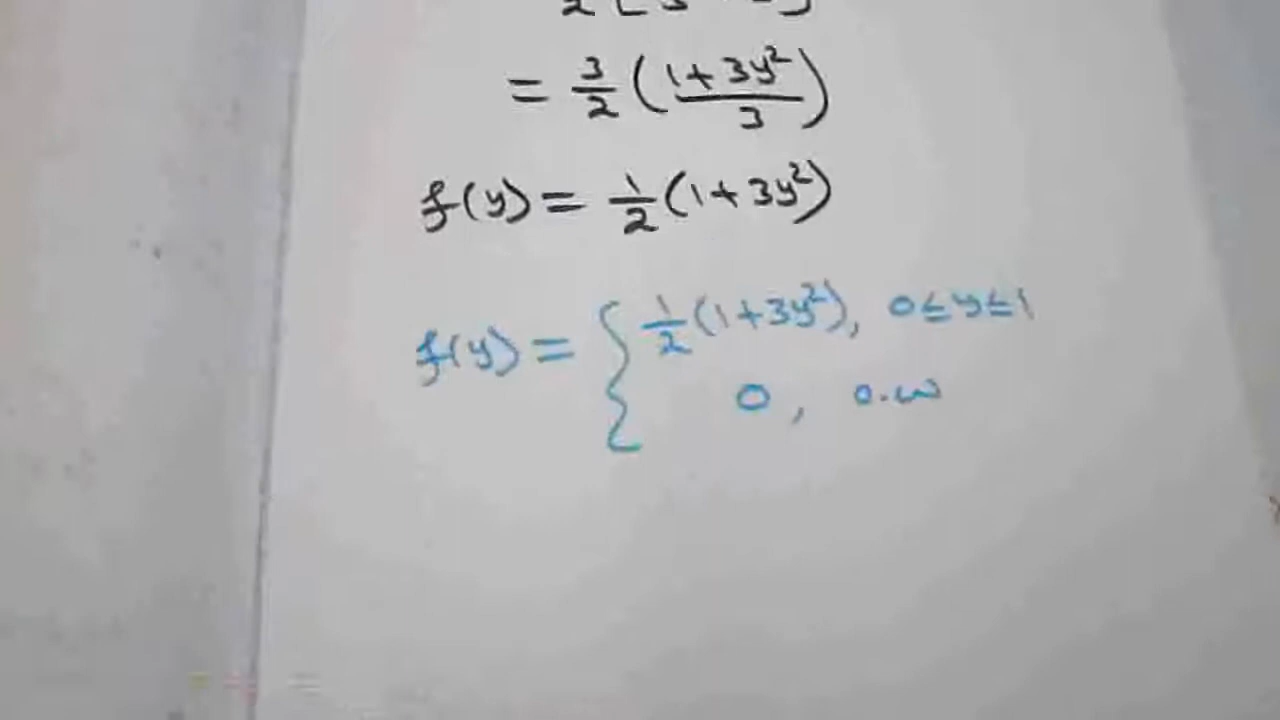 = 3/2 ( (1+3y²)/3 )
f(y) = 1/2 (1+3y²)
f(y) = { 1/2 (1+3y²), 0≤y≤1
0, o.w